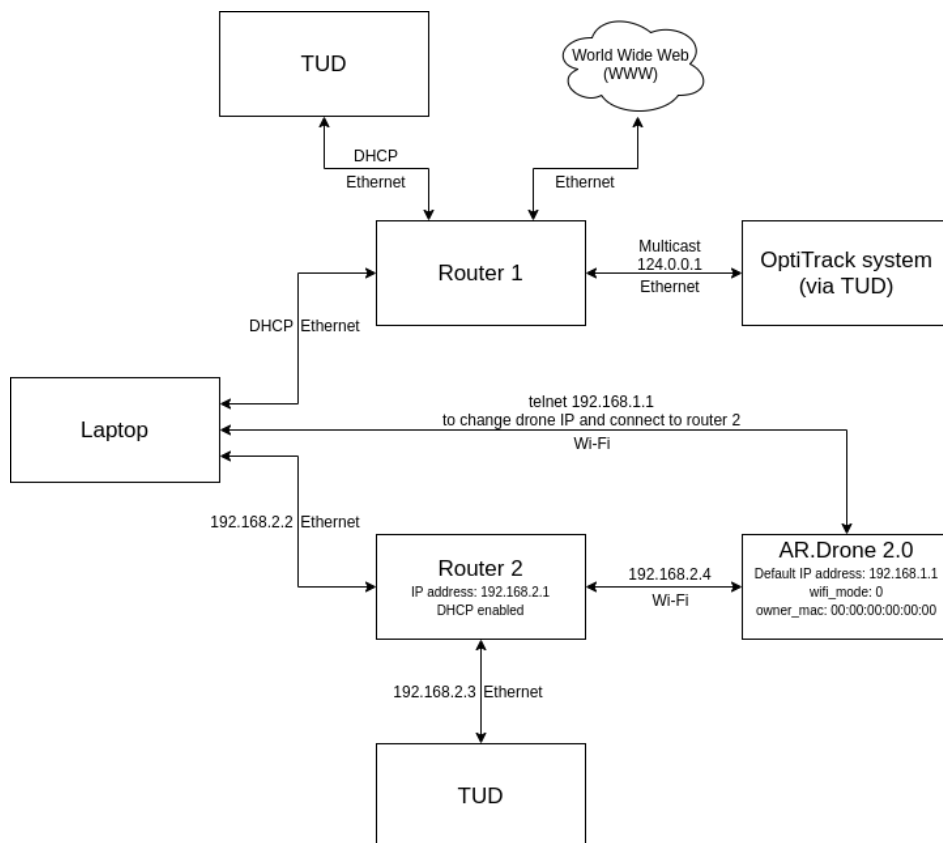 TUD
World Wide Web
(WWW)
DHCP
Ethernet
Ethernet
Router 1
Multicast
124.0.0.1
Ethernet
OptiTrack system
(via TUD)
DHCP Ethernet
Laptop
telnet 192.168.1.1
to change drone IP and connect to router 2
Wi-Fi
192.168.2.2 Ethernet
Router 2
IP address: 192.168.2.1
DHCP enabled
192.168.2.4
Wi-Fi
AR.Drone 2.0
Default IP address: 192.168.1.1
wifi_mode: 0
owner_mac: 00:00:00:00:00:00
192.168.2.3 Ethernet
TUD